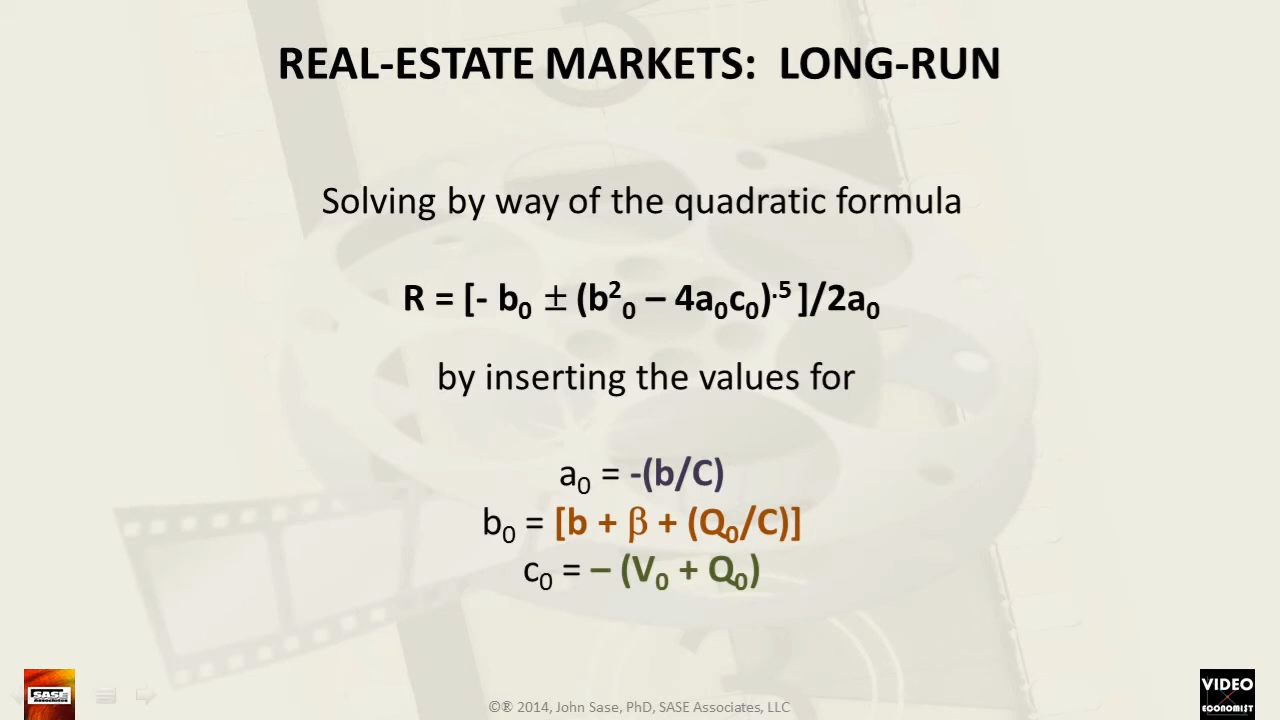 REAL-ESTATE MARKETS: LONG-RUN
Solving by way of the quadratic formula
R = [- b₀ ± (b²₀ – 4a₀c₀)^.5 ]/2a₀
by inserting the values for
a₀ = -(b/C)
b₀ = [b + β + (Q₀/C)]
c₀ = – (V₀ + Q₀)
SASE
Associates
©® 2014, John Sase, PhD, SASE Associates, LLC
VIDEO
ECONOMIST